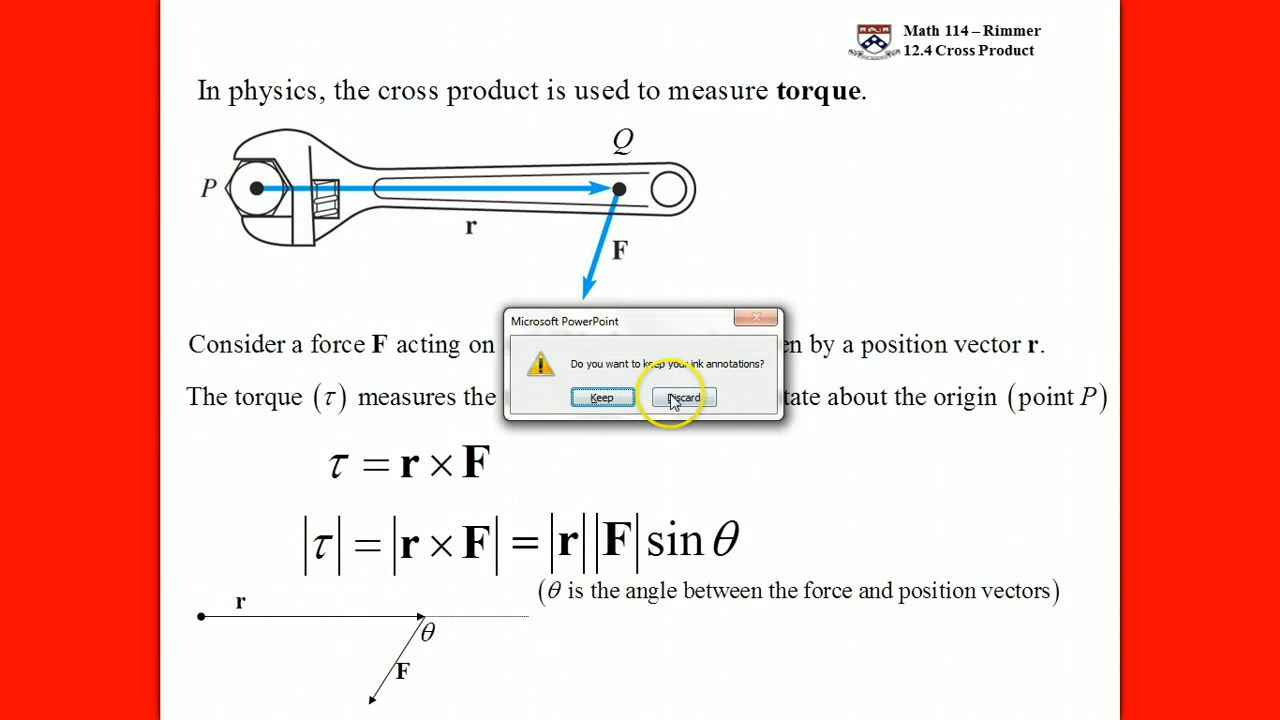 Math 114 – Rimmer
12.4 Cross Product
In physics, the cross product is used to measure torque.
Q
P
r
F
Microsoft PowerPoint
Do you want to keep your ink annotations?
Keep Discard
Consider a force F acting on en by a position vector r.
The torque (τ) measures the tate about the origin (point P)
τ = r × F
|τ| = |r × F| = |r| |F| sin θ
(θ is the angle between the force and position vectors)
r
θ
F